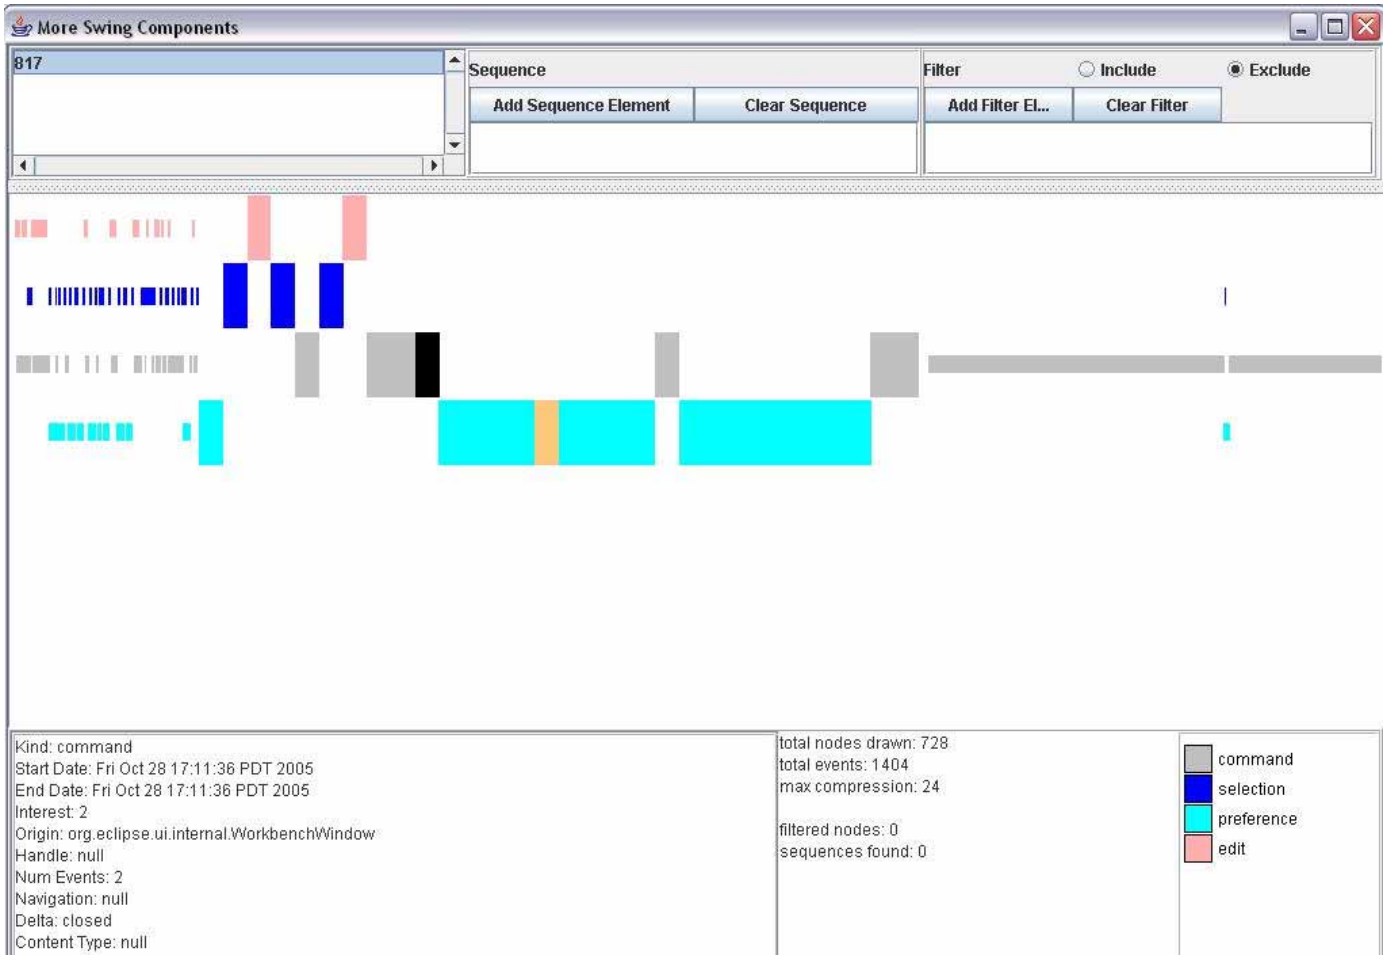 More Swing Components
817
Sequence
Add Sequence Element
Clear Sequence
Filter
Include
Exclude
Add Filter El...
Clear Filter
Kind: command
Start Date: Fri Oct 28 17:11:36 PDT 2005
End Date: Fri Oct 28 17:11:36 PDT 2005
Interest: 2
Origin: org.eclipse.ui.internal.WorkbenchWindow
Handle: null
Num Events: 2
Navigation: null
Delta: closed
Content Type: null
total nodes drawn: 728
total events: 1404
max compression: 24
filtered nodes: 0
sequences found: 0
command
selection
preference
edit